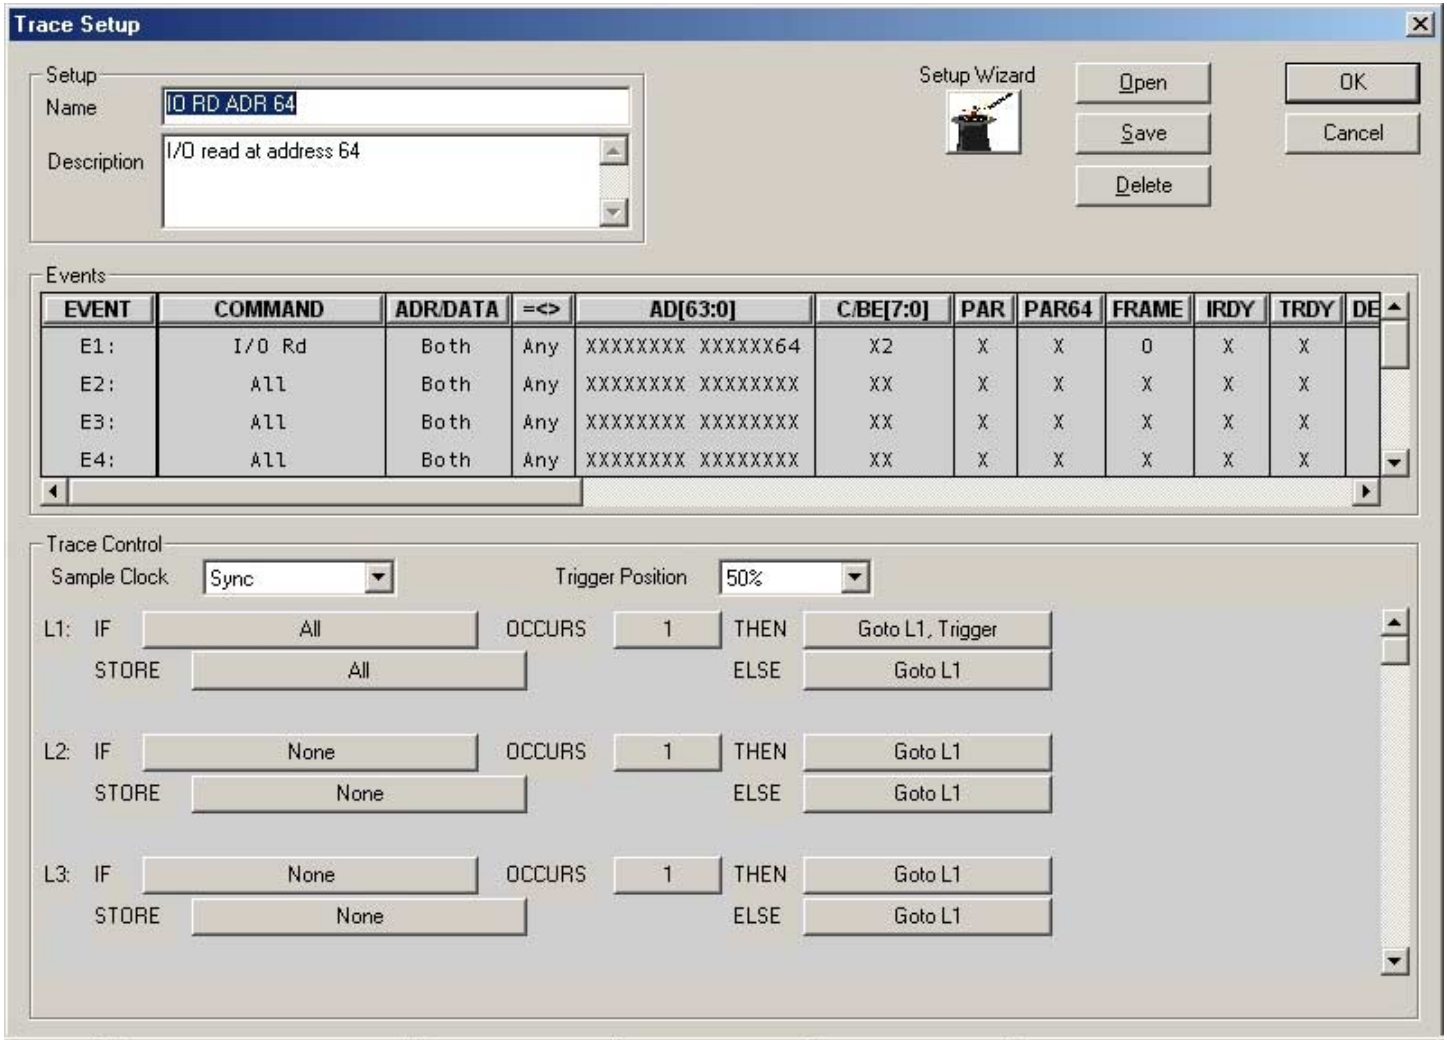 Trace Setup
Setup
Name IO RD ADR 64
Description I/O read at address 64
Setup Wizard
Open
Save
Delete
OK
Cancel
Events
EVENT COMMAND ADR/DATA =<> AD[63:0] C/BE[7:0] PAR PAR64 FRAME IRDY TRDY DE
E1: I/O Rd Both Any XXXXXXXX XXXXXX64 X2 X X 0 X X
E2: All Both Any XXXXXXXX XXXXXXXX XX X X X X X
E3: All Both Any XXXXXXXX XXXXXXXX XX X X X X X
E4: All Both Any XXXXXXXX XXXXXXXX XX X X X X X
Trace Control
Sample Clock Sync Trigger Position 50%
L1: IF All OCCURS 1 THEN Goto L1, Trigger
STORE All ELSE Goto L1
L2: IF None OCCURS 1 THEN Goto L1
STORE None ELSE Goto L1
L3: IF None OCCURS 1 THEN Goto L1
STORE None ELSE Goto L1